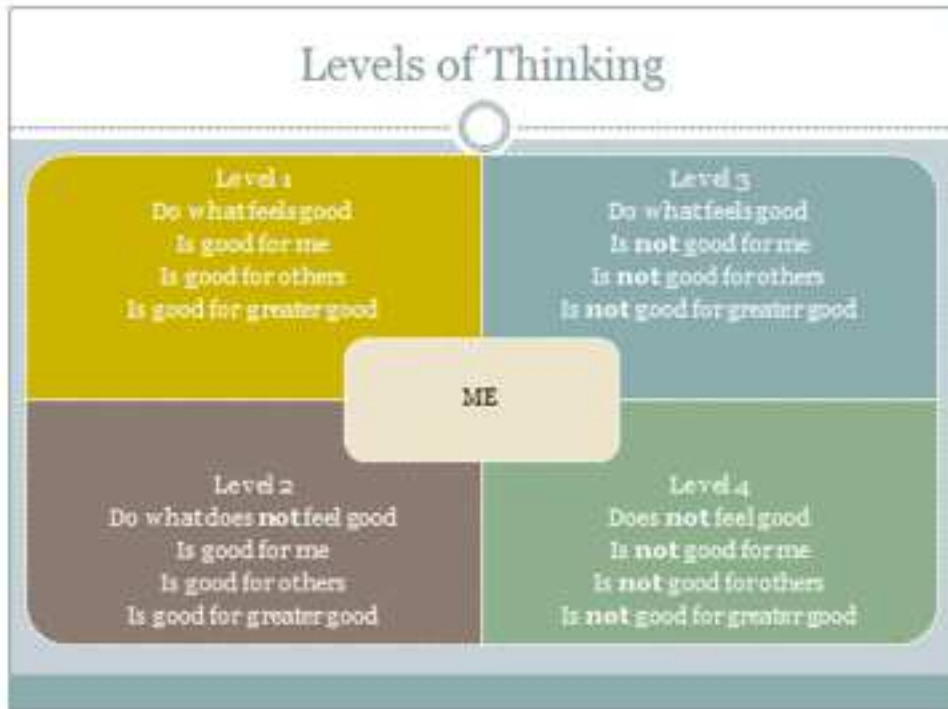 Levels of Thinking
Level 1
Do what feels good
Is good for me
Is good for others
Is good for greater good
Level 3
Do what feels good
Is not good for me
Is not good for others
Is not good for greater good
ME
Level 2
Do what does not feel good
Is good for me
Is good for others
Is good for greater good
Level 4
Does not feel good
Is not good for me
Is not good for others
Is not good for greater good